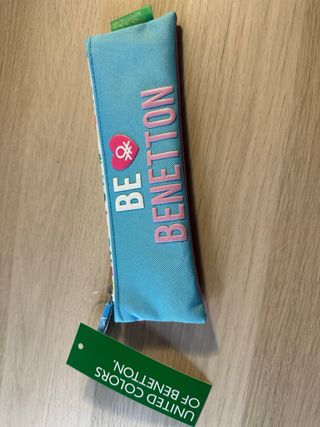 BE
BENETTON
UNITED COLORS
OF BENETTON.